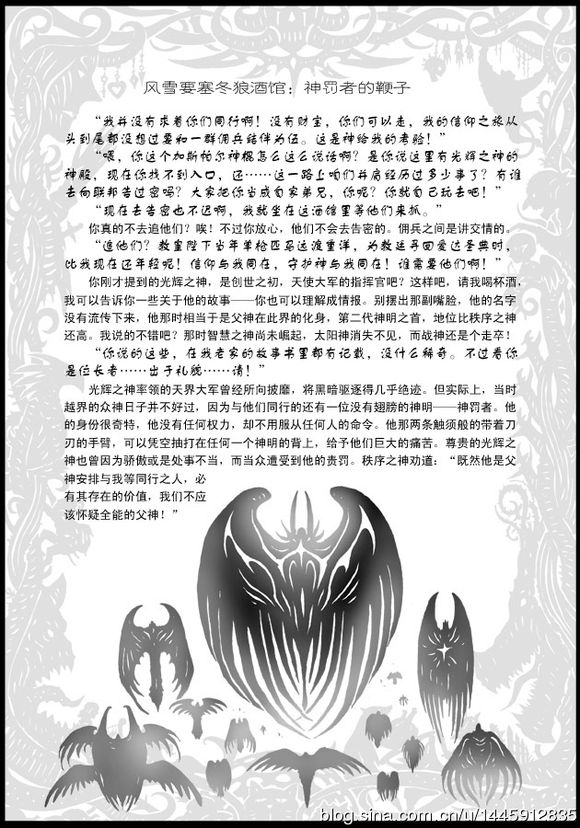 风雪要塞冬狼酒馆：神罚者的鞭子
“我并没有求着你们同行啊！没有财宝，你们可以走，我的信仰之旅从
头到尾都没想过要和一群佣兵结伴为伍。这是神给我的考验！”
“喂，你这个加斯帕尔神棍怎么这么说话啊？是你说这里有光辉之神的
神殿，现在你找不到入口，还……这一路上咱们并肩经历过多少事了？有谁
去向联邦告过密吗？大家把你当成自家弟兄，你呢？你就自己玩去吧！”
“现在去告密也不迟啊，我就坐在这酒馆里等他们来抓。”
你真的不去追他们？唉！不过你放心，他们不会去告密的。佣兵之间是讲交情的。
“追他们？教皇陛下当年单枪匹马远渡重洋，为教廷寻回爱达圣典时，
比我现在还年轻呢！信仰与我同在，守护神与我同在！谁需要他们啊！”
你刚才提到的光辉之神，是创世之初，天使大军的指挥官吧？这样吧，请我喝杯酒，
我可以告诉你一些关于他的故事——你也可以理解成情报。别摆出那副嘴脸，他的名字
没有流传下来，他那时相当于是父神在此界的化身，第二代神明之首，地位比秩序之神
还高。我说的不错吧？那时智慧之神尚未崛起，太阳神消失不见，而战神还是个走卒！
“你说的这些，在我老家的故事书里都有记载，没什么稀奇。不过看你
是位长者……出于礼貌……请！”
光辉之神率领的天界大军曾经所向披靡，将黑暗驱逐得几乎绝迹。但实际上，当时
越界的众神日子并不好过，因为与他们同行的还有一位没有翅膀的神明——神罚者。他
的身份很奇特，他没有任何权力，却不用服从任何人的命令。他那两条触须般的带着刀
刃的手臂，可以凭空抽打在任何一个神明的背上，给予他们巨大的痛苦。尊贵的光辉之
神也曾因为骄傲或是处事不当，而当众遭受到他的责罚。秩序之神劝道：“既然他是父
神安排与我等同行之人，必
有其存在的价值，我们不应
该怀疑全能的父神！”
blog.sina.com.cn/u/1445912835